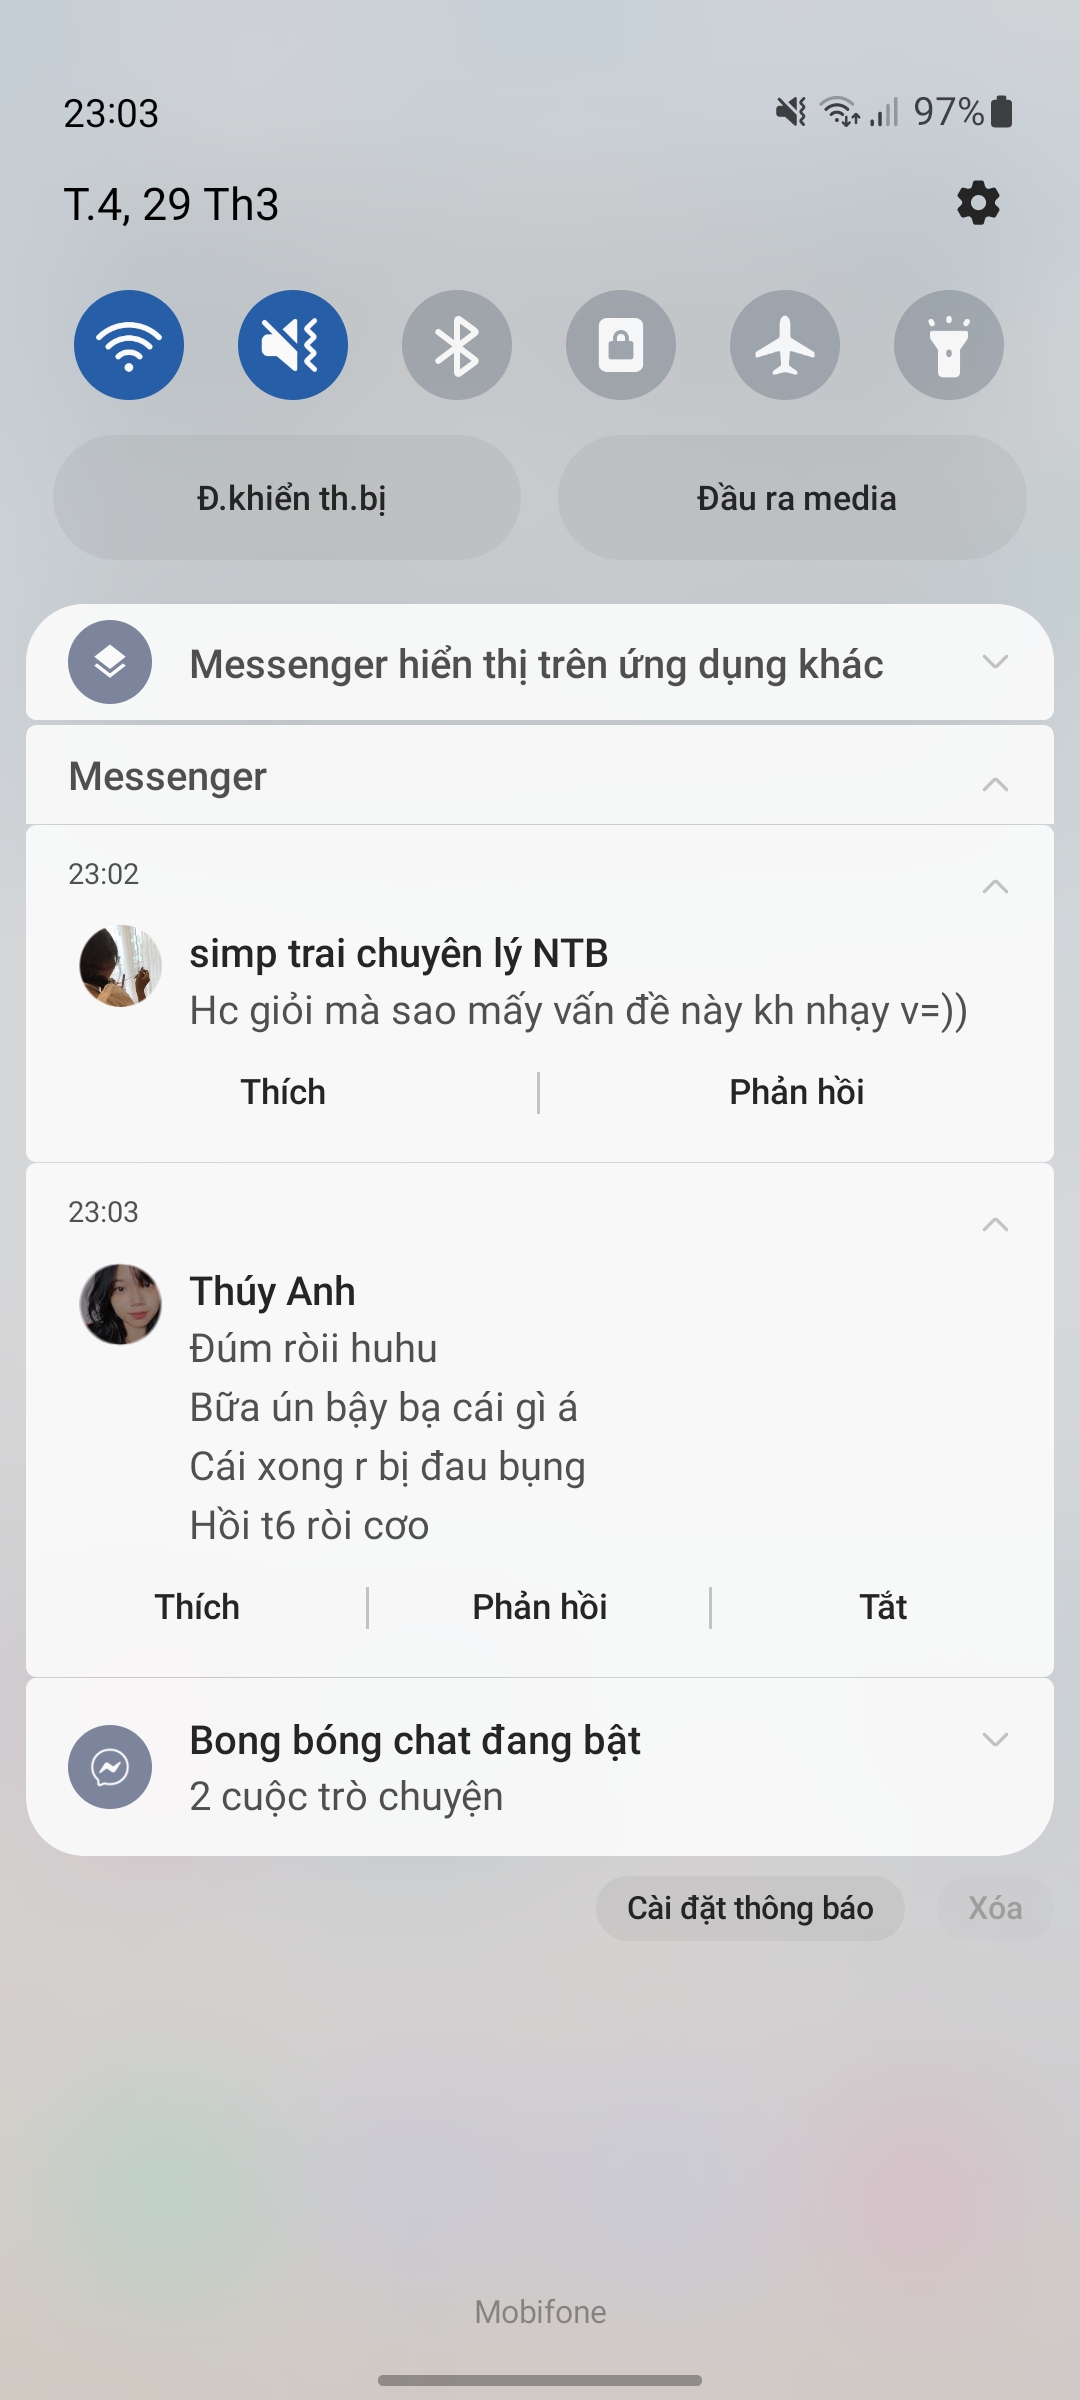 23:03
97%
T.4, 29 Th3
Đ.khiển th.bị
Đầu ra media
Messenger hiển thị trên ứng dụng khác
Messenger
23:02
simp trai chuyên lý NTB
Hc giỏi mà sao mấy vấn đề này kh nhạy v=))
Thích
Phản hồi
23:03
Thúy Anh
Đúm ròii huhu
Bữa ún bậy bạ cái gì á
Cái xong r bị đau bụng
Hồi t6 ròi cơo
Thích
Phản hồi
Tắt
Bong bóng chat đang bật
2 cuộc trò chuyện
Cài đặt thông báo
Xóa
Mobifone